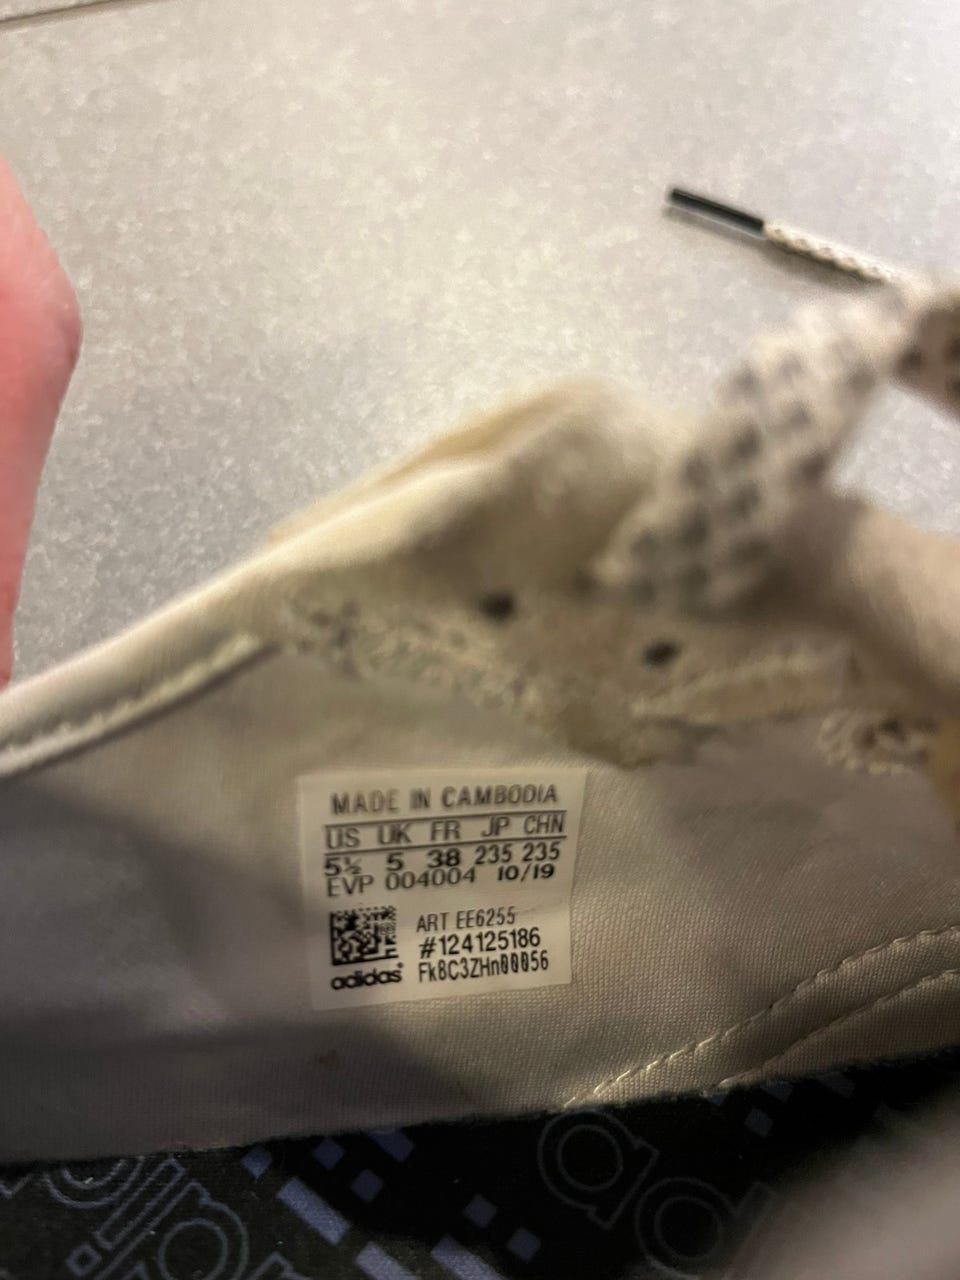 MADE IN CAMBODIA
US UK FR JP CHN
5½ 5 38 235 235
EVP 004004 10/19
ART EE6255
#124125186
adidas® Fk8C3ZHn00056